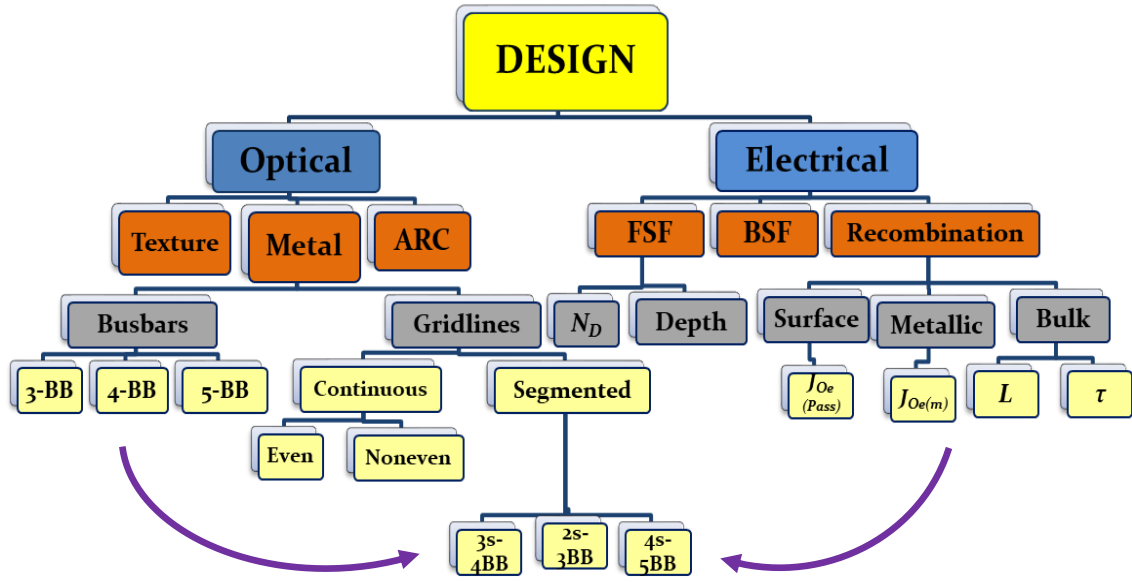 DESIGN
Optical
Electrical
Texture
Metal
ARC
FSF
BSF
Recombination
Busbars
Gridlines
N_D
Depth
Surface
Metallic
Bulk
3-BB
4-BB
5-BB
Continuous
Segmented
J_Oe
(Pass)
J_Oe(m)
L
τ
Even
Noneven
3s-
4BB
2s-
3BB
4s-
5BB